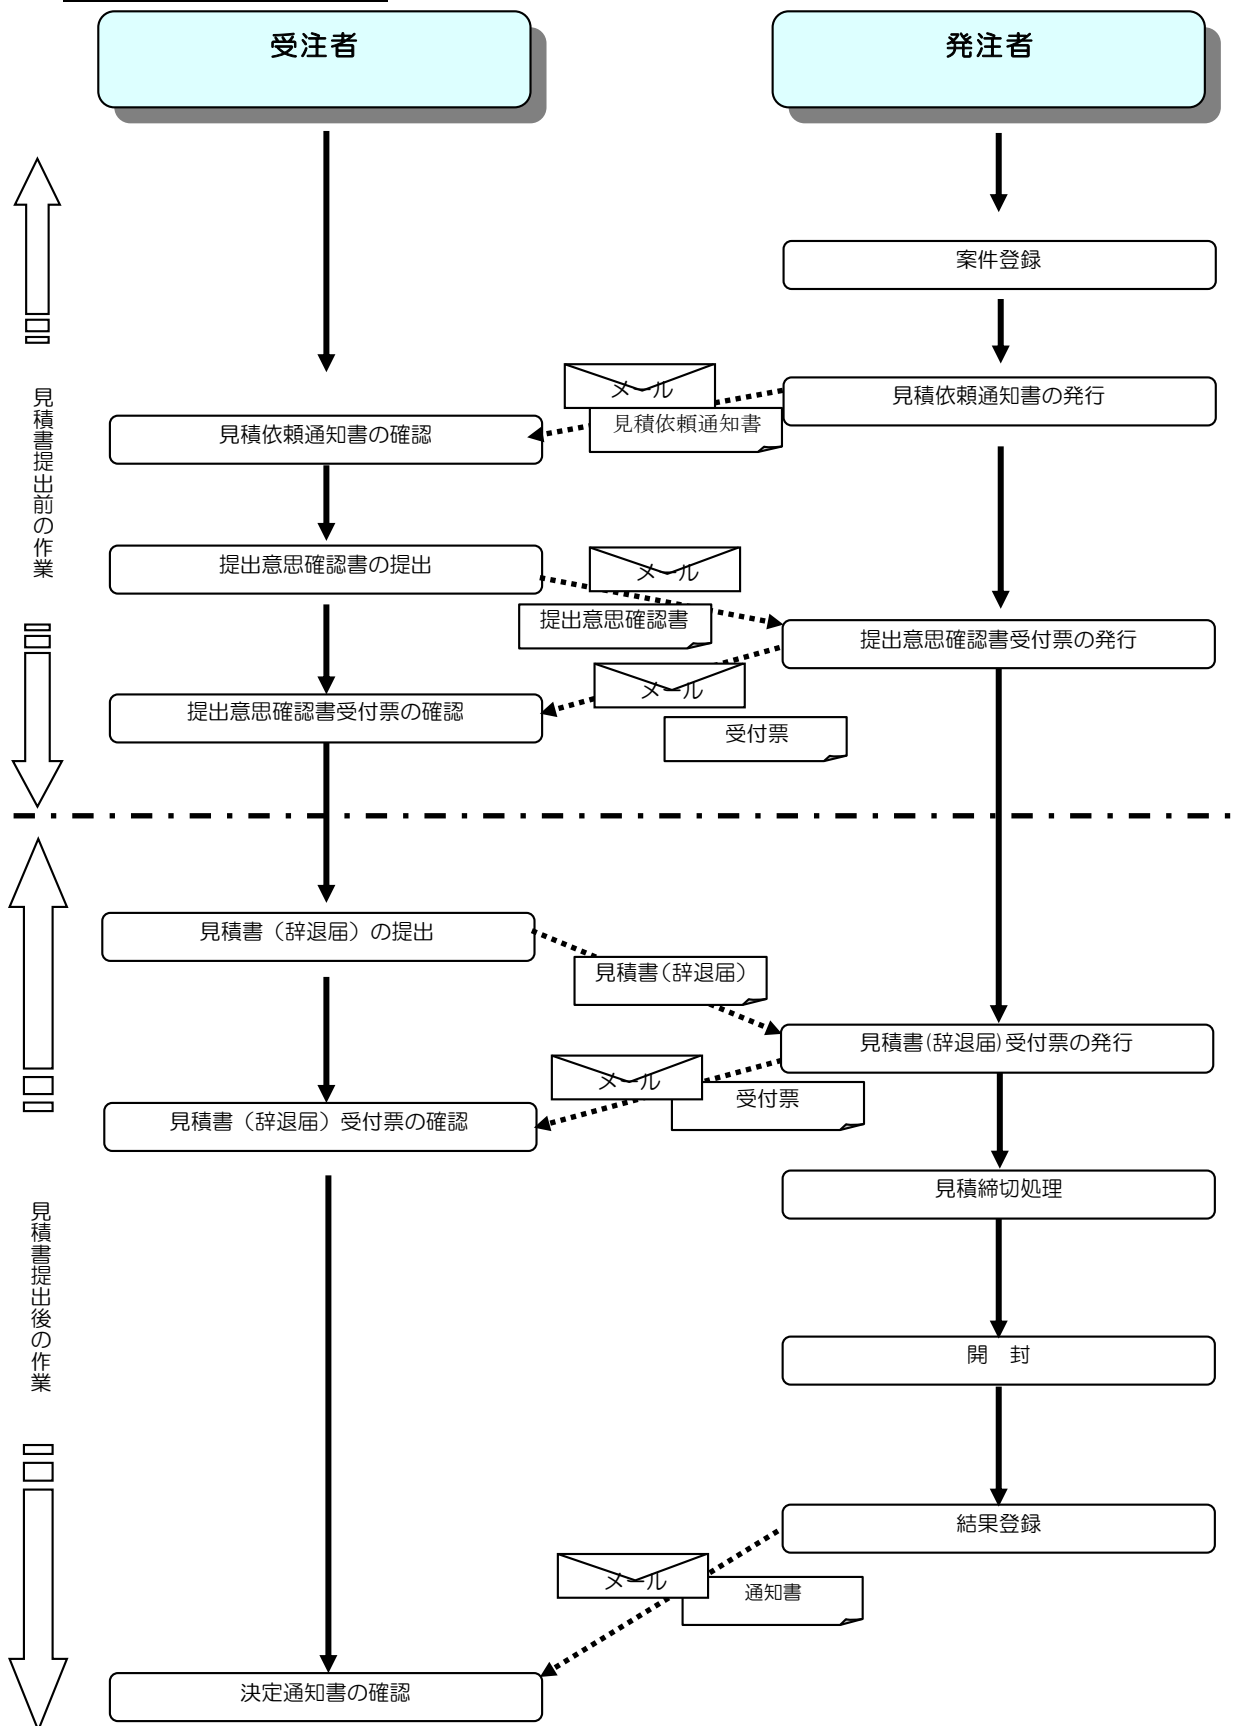 受注者
発注者
案件登録
メール
見積依頼通知書の発行
見積依頼通知書
見積依頼通知書の確認
見積書提出前の作業
提出意思確認書の提出
メール
提出意思確認書
提出意思確認書受付票の発行
メール
提出意思確認書受付票の確認
受付票
見積書（辞退届）の提出
見積書（辞退届）
見積書(辞退届)受付票の発行
メール
受付票
見積書（辞退届）受付票の確認
見積締切処理
見積書提出後の作業
開　封
結果登録
メール
通知書
決定通知書の確認